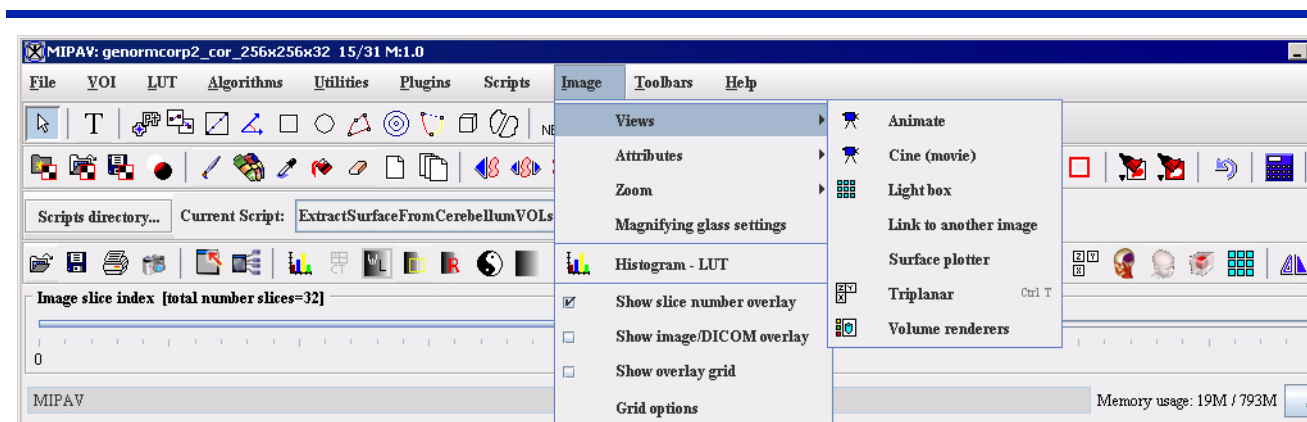 MIPAV: genormcorp2_cor_256x256x32 15/31 M:1.0
File VOI LUT Algorithms Utilities Plugins Scripts Image Toolbars Help
T
Views
Attributes
Zoom
Magnifying glass settings
Histogram - LUT
Show slice number overlay
Show image/DICOM overlay
Show overlay grid
Grid options
Animate
Cine (movie)
Light box
Link to another image
Surface plotter
Triplanar Ctrl T
Volume renderers
Scripts directory... Current Script: ExtractSurfaceFromCerebellumVOIs
W L
R
Z Y
X
Image slice index [total number slices=32]
0
MIPAV
Memory usage: 19M / 793M